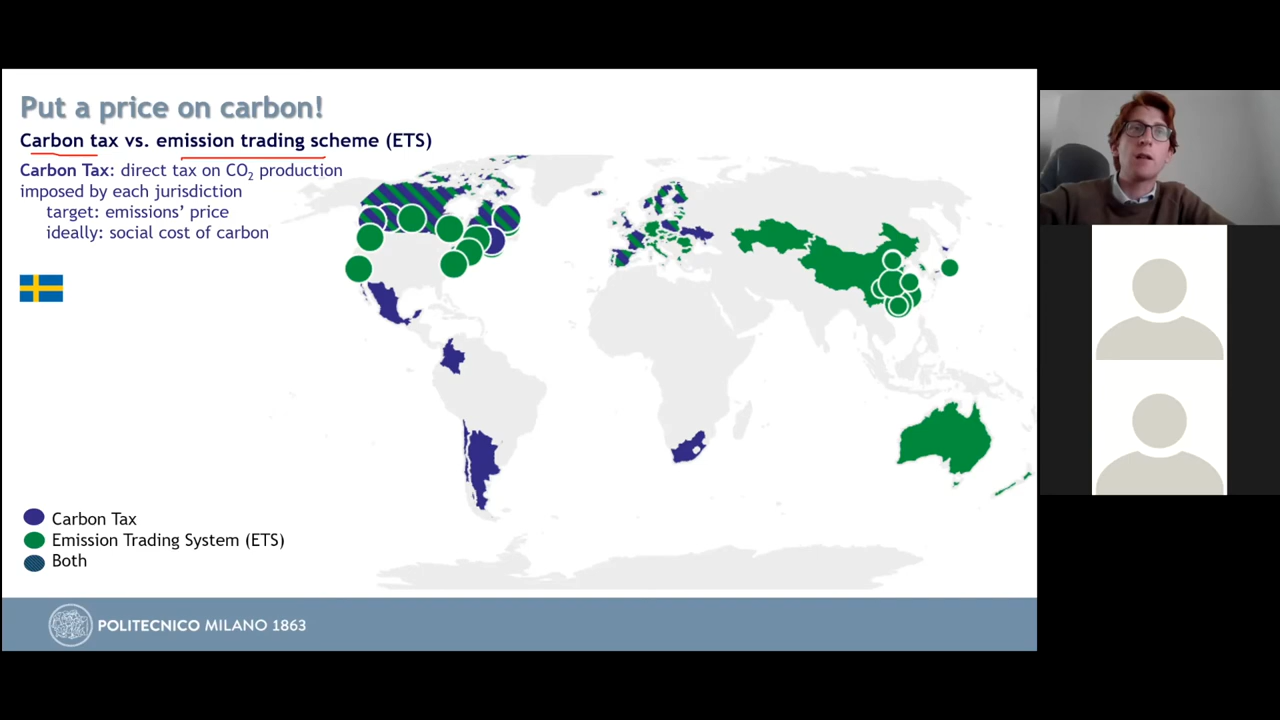 Put a price on carbon!
Carbon tax vs. emission trading scheme (ETS)
Carbon Tax: direct tax on CO2 production
imposed by each jurisdiction
target: emissions' price
ideally: social cost of carbon
Carbon Tax
Emission Trading System (ETS)
Both
POLITECNICO MILANO 1863